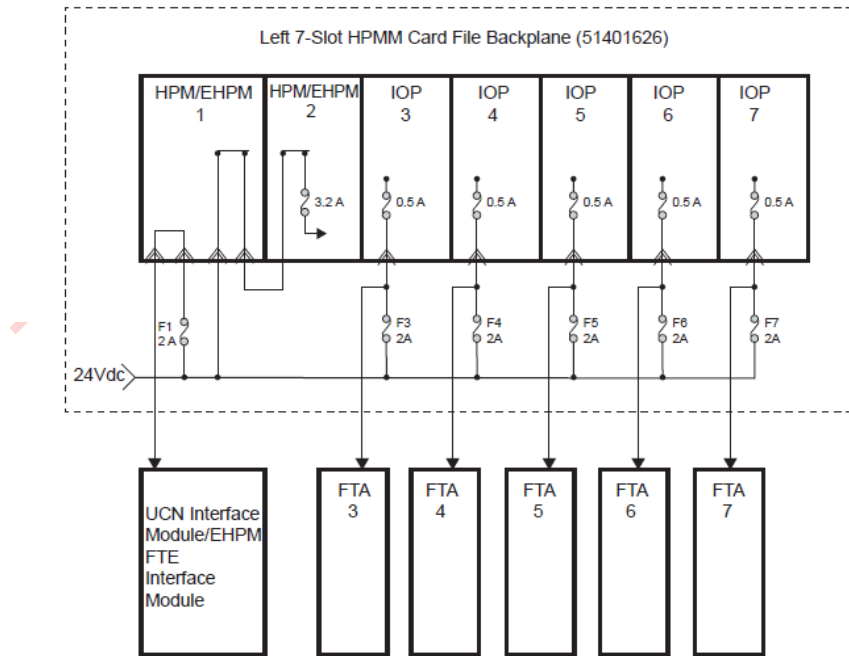 Left 7-Slot HPMM Card File Backplane (51401626)
HPM/EHPM
1
HPM/EHPM
2
IOP
3
IOP
4
IOP
5
IOP
6
IOP
7
3.2 A
0.5 A
0.5 A
0.5 A
0.5 A
0.5 A
F1
2 A
F3
2A
F4
2A
F5
2A
F6
2A
F7
2A
24Vdc
UCN Interface
Module/EHPM
FTE
Interface
Module
FTA
3
FTA
4
FTA
5
FTA
6
FTA
7